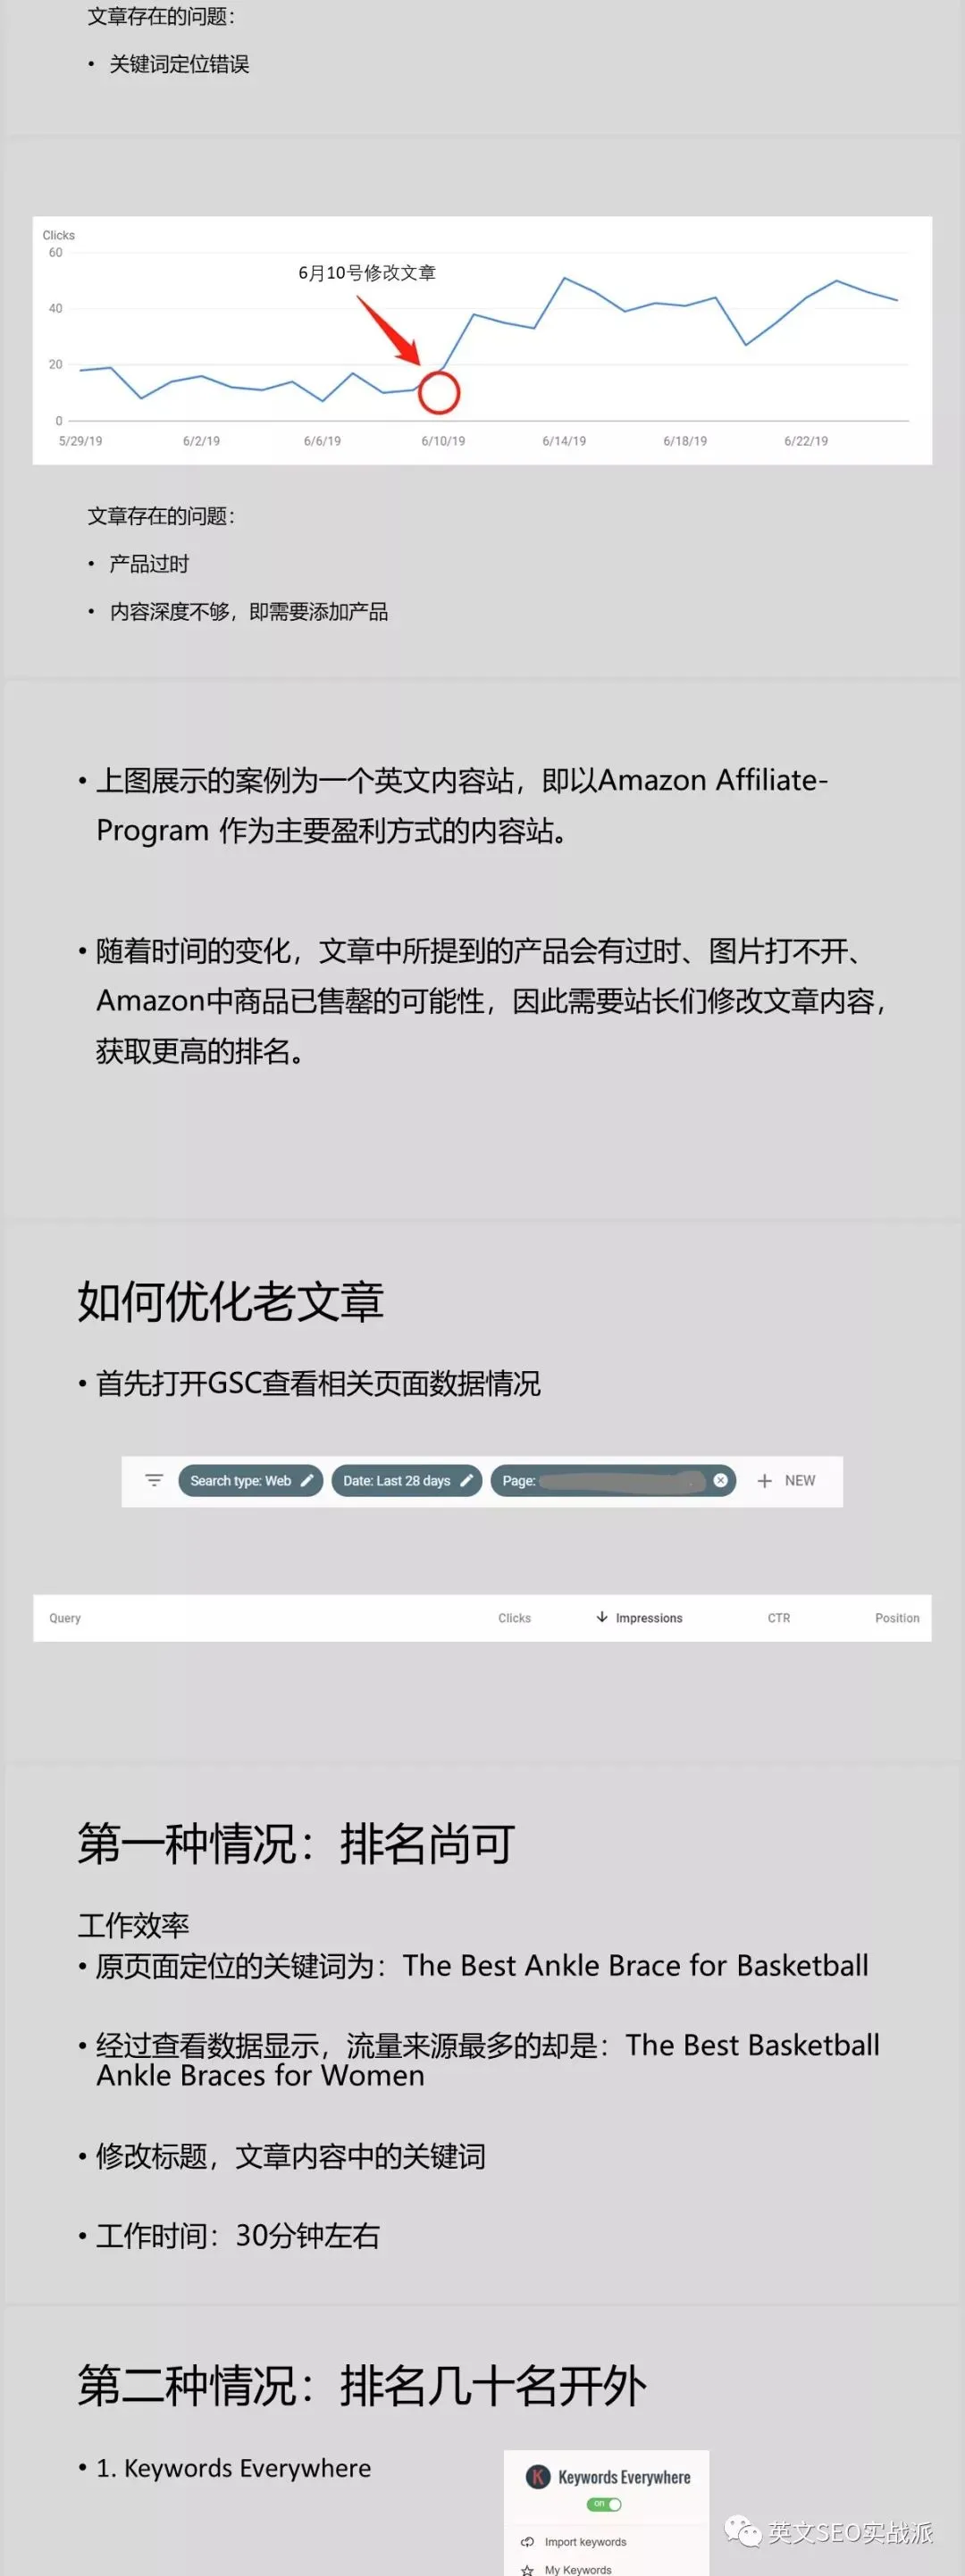 文章存在的问题：
• 关键词定位错误
Clicks
60
6月10号修改文章
40
20
0
5/29/19 6/2/19 6/6/19 6/10/19 6/14/19 6/18/19 6/22/19
文章存在的问题：
• 产品过时
• 内容深度不够，即需要添加产品
• 上图展示的案例为一个英文内容站，即以Amazon Affiliate-
Program 作为主要盈利方式的内容站。
• 随着时间的变化，文章中所提到的产品会有过时、图片打不开、
Amazon中商品已售罄的可能性，因此需要站长们修改文章内容，
获取更高的排名。
如何优化老文章
• 首先打开GSC查看相关页面数据情况
Search type: Web Date: Last 28 days Page: + NEW
Query Clicks Impressions CTR Position
第一种情况：排名尚可
工作效率
• 原页面定位的关键词为：The Best Ankle Brace for Basketball
• 经过查看数据显示，流量来源最多的却是：The Best Basketball
Ankle Braces for Women
• 修改标题，文章内容中的关键词
• 工作时间：30分钟左右
第二种情况：排名几十名开外
• 1. Keywords Everywhere
K Keywords Everywhere
ON
Import keywords
英文SEO实战派
My Keywords